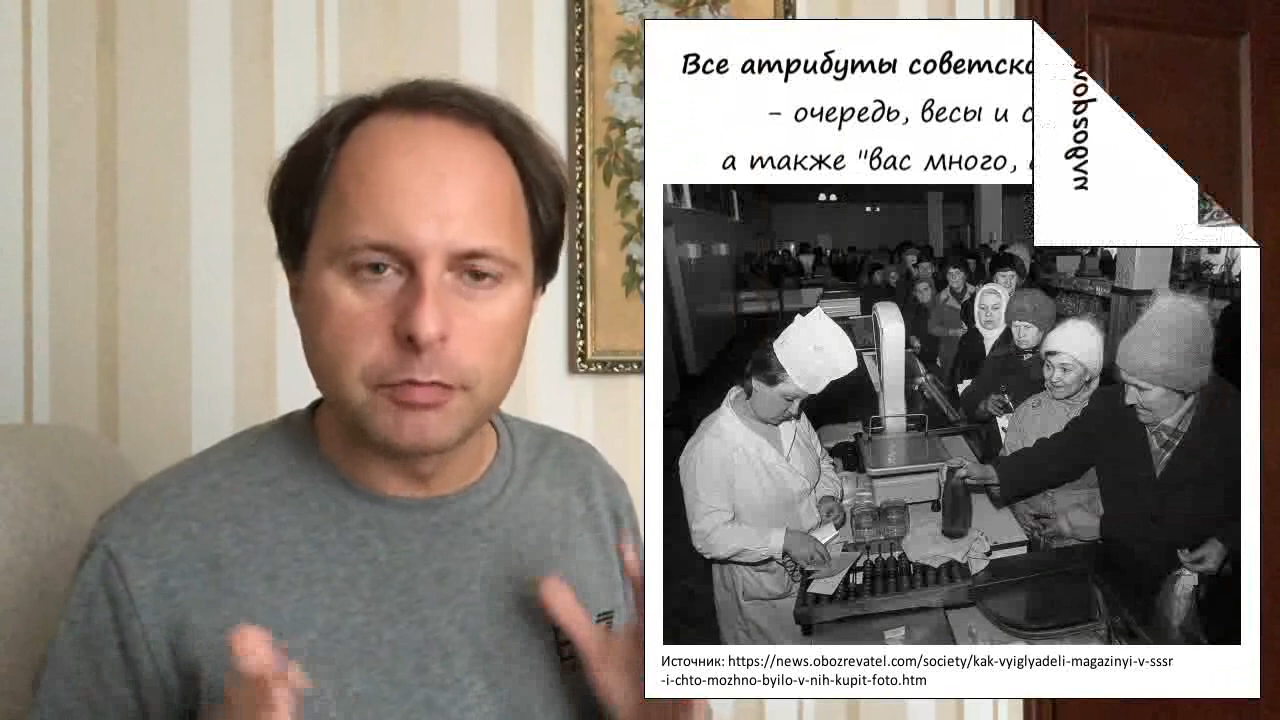 Все атрибуты советско
- очередь, весы и с
а также "вас много,
Источник: https://news.obozrevatel.com/society/kak-vyiglyadeli-magazinyi-v-sssr
-i-chto-mozhno-byilo-v-nih-kupit-foto.htm